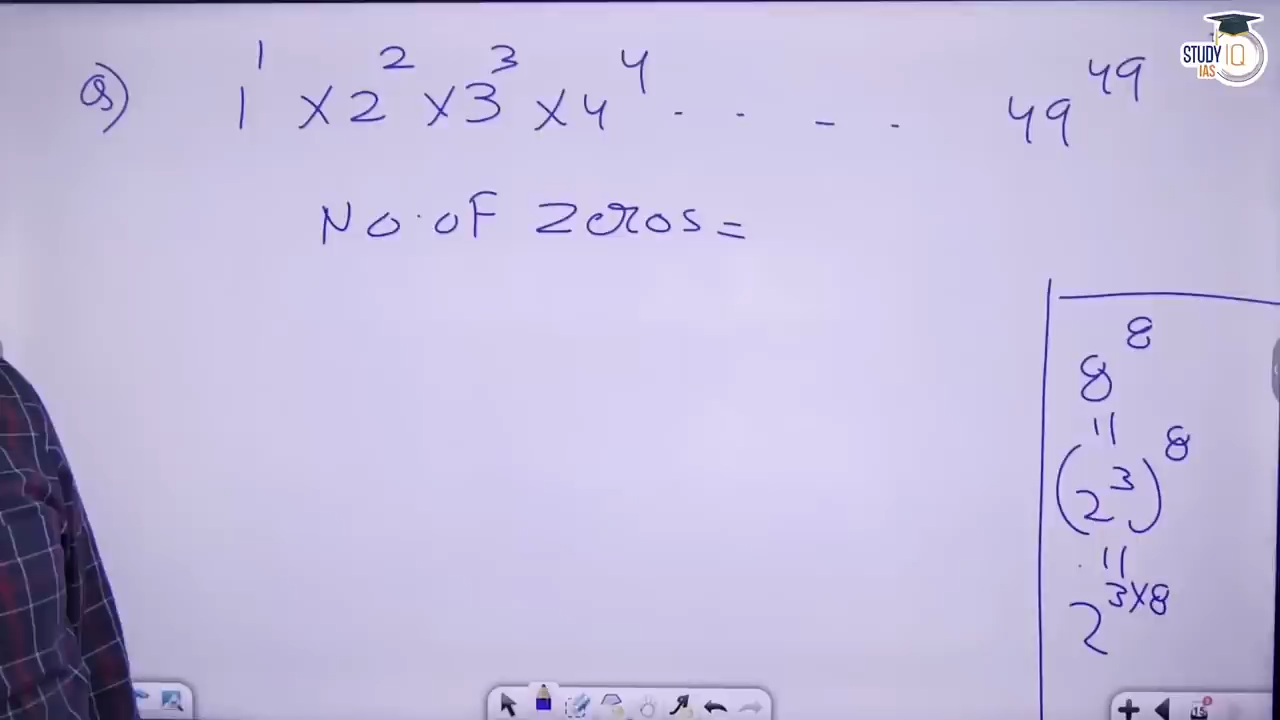 Q) 1^1 × 2^2 × 3^3 × 4^4 . . - . 49^49
No. of zeros =
8^8
=
(2^3)^8
=
2^3×8
STUDY IQ
IAS